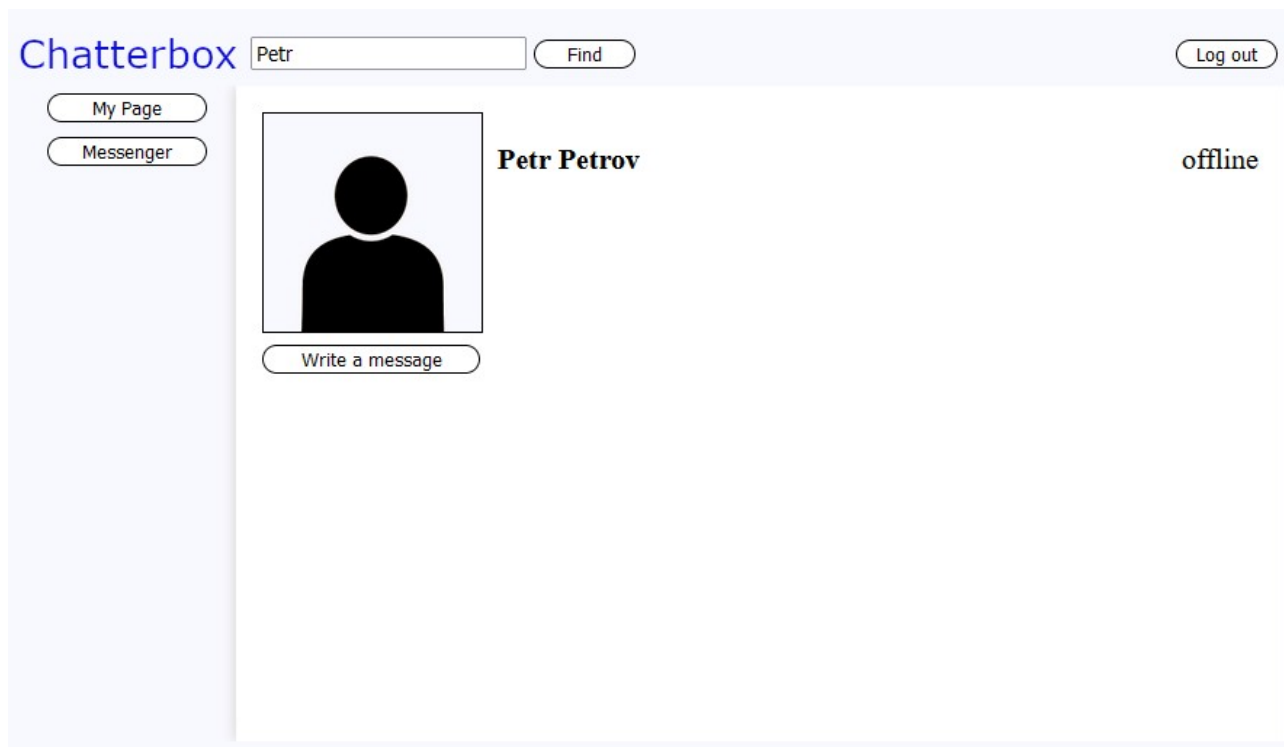 Chatterbox Petr Find Log out
My Page
Messenger
Petr Petrov offline
Write a message